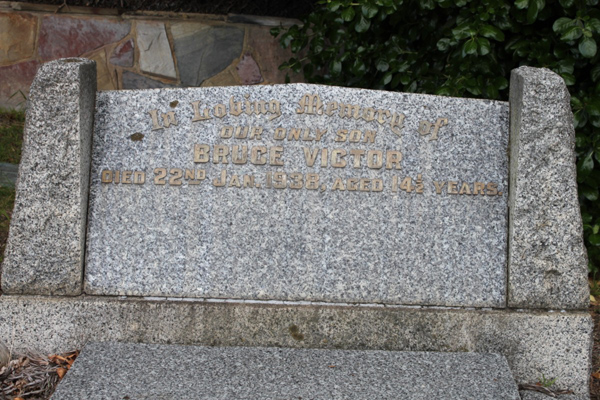 In Loving Memory of
OUR ONLY SON
BRUCE VICTOR
DIED 22ND JAN. 1938, AGED 14½ YEARS.